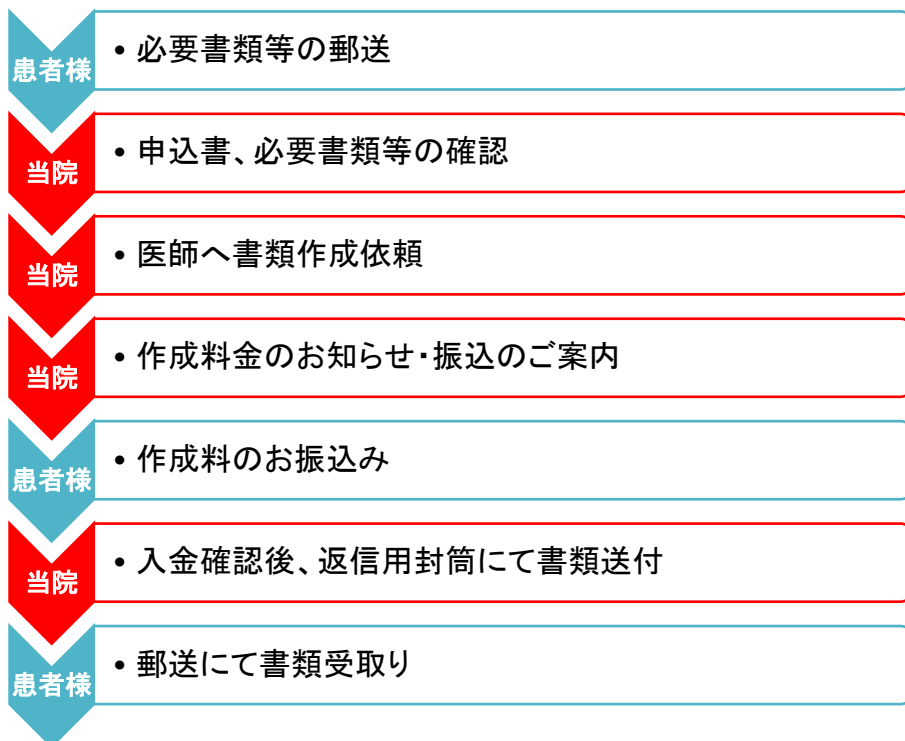 患者様
• 必要書類等の郵送
当院
• 申込書、必要書類等の確認
当院
• 医師へ書類作成依頼
当院
• 作成料金のお知らせ・振込のご案内
患者様
• 作成料のお振込み
当院
• 入金確認後、返信用封筒にて書類送付
患者様
• 郵送にて書類受取り